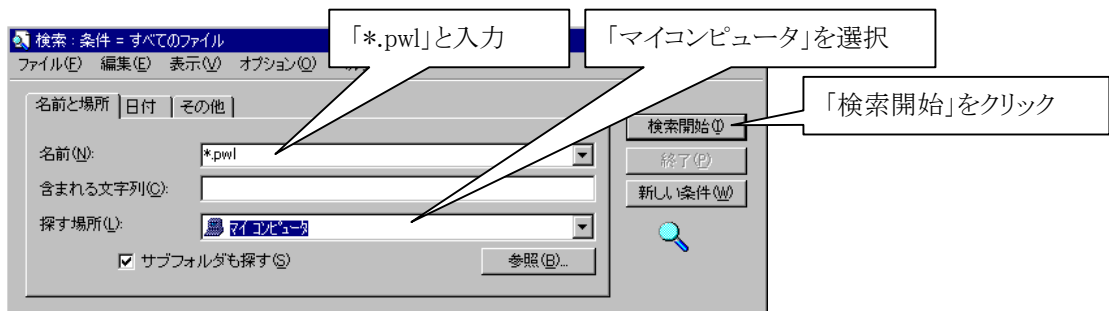 「*.pwl」と入力
「マイコンピュータ」を選択
検索 : 条件 = すべてのファイル
ファイル(F) 編集(E) 表示(V) オプション(O)
「検索開始」をクリック
名前と場所 日付 その他
検索開始(I)
名前(N): *.pwl
終了(P)
含まれる文字列(C):
新しい条件(W)
探す場所(L): マイ コンピュータ
サブフォルダも探す(S) 参照(B)...